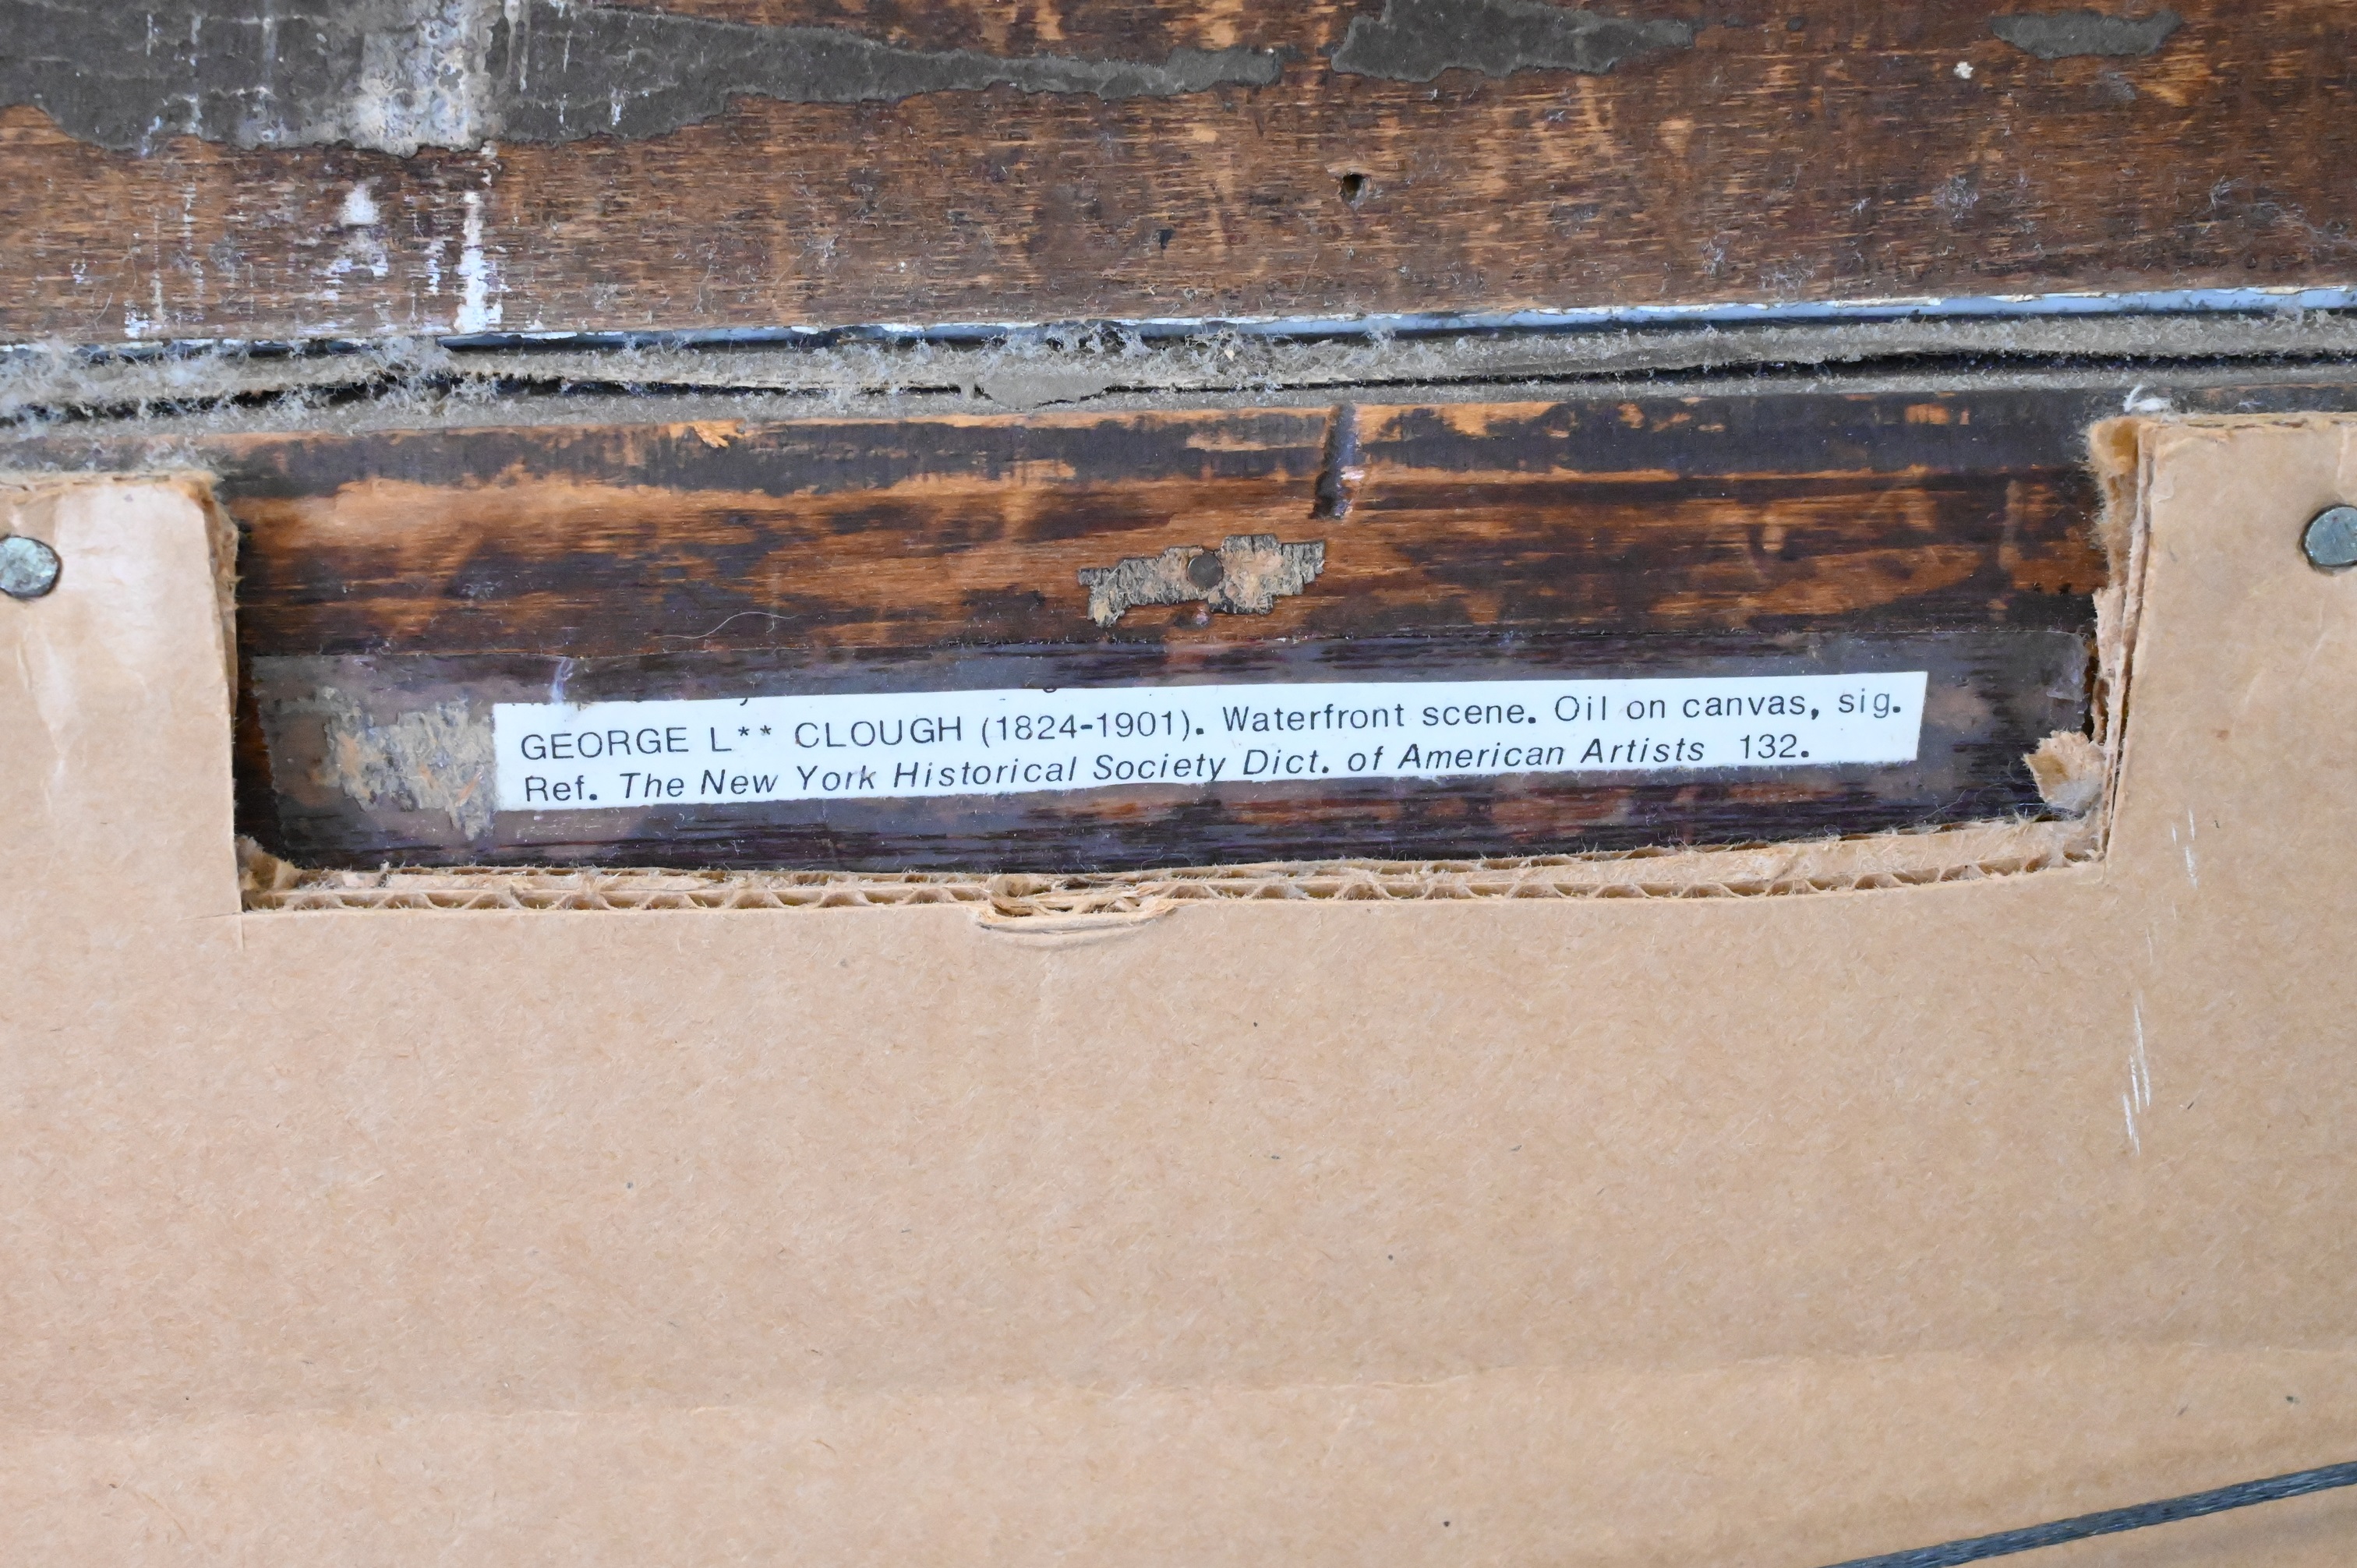 GEORGE L** CLOUGH (1824-1901). Waterfront scene. Oil on canvas, sig.
Ref. The New York Historical Society Dict. of American Artists 132.